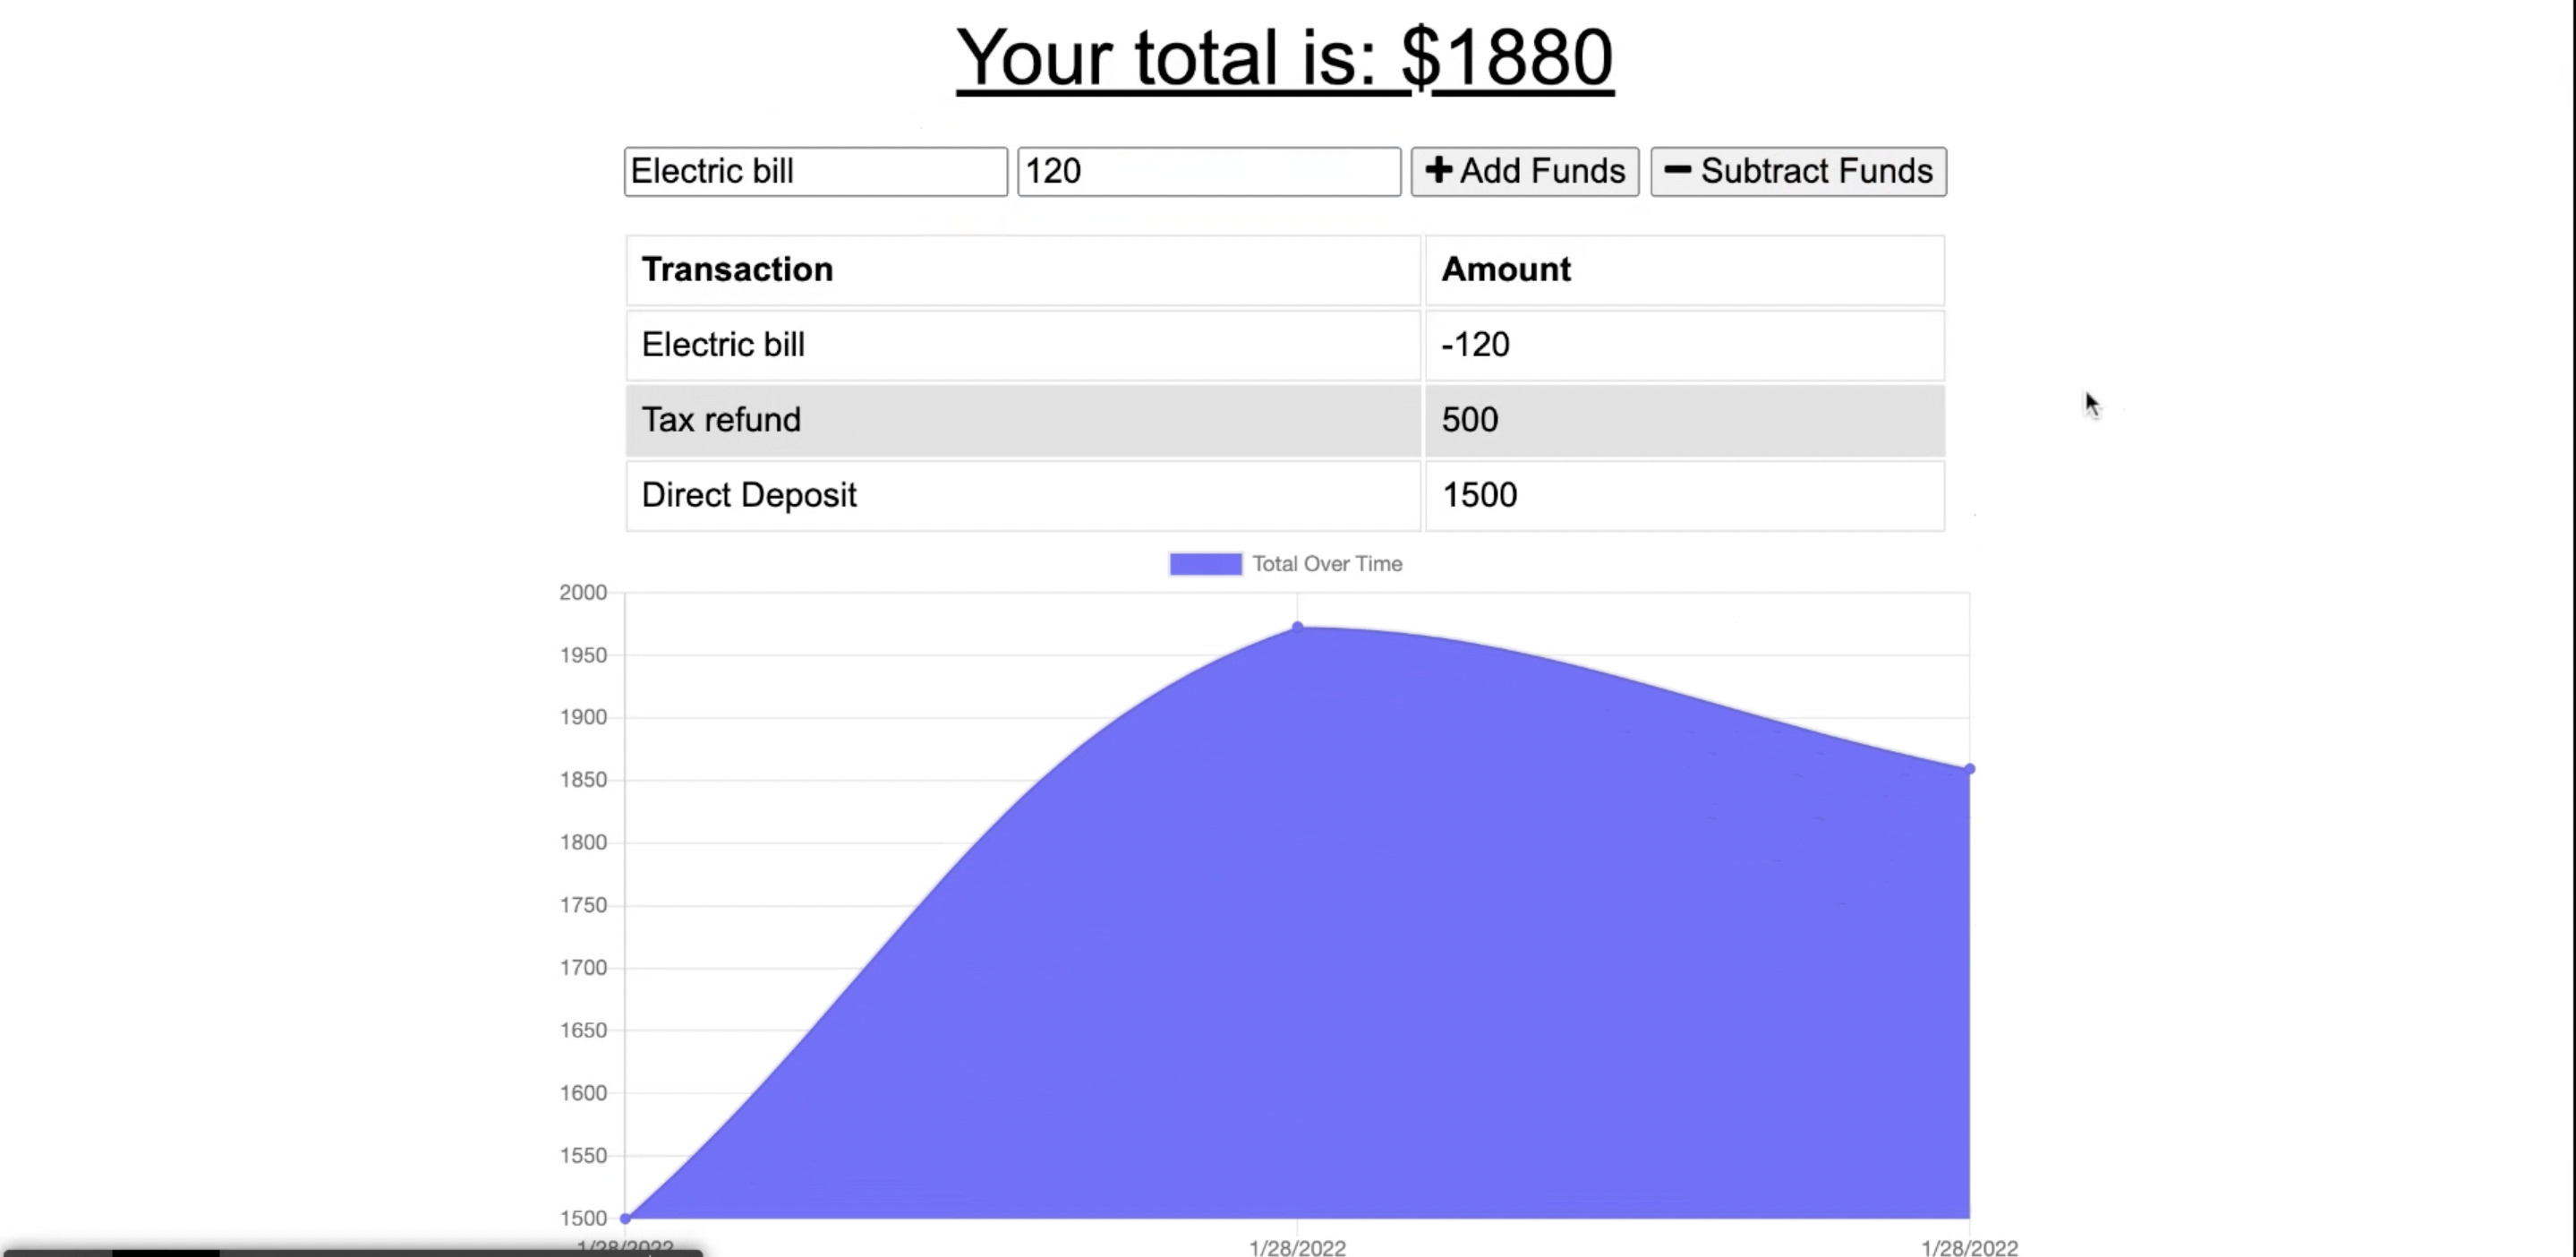 Your total is: $1880
Electric bill 120 Add Funds Subtract Funds
Transaction Amount
Electric bill -120
Tax refund 500
Direct Deposit 1500
Total Over Time
2000
1950
1900
1850
1800
1750
1700
1650
1600
1550
1500
1/28/2022 1/28/2022 1/28/2022